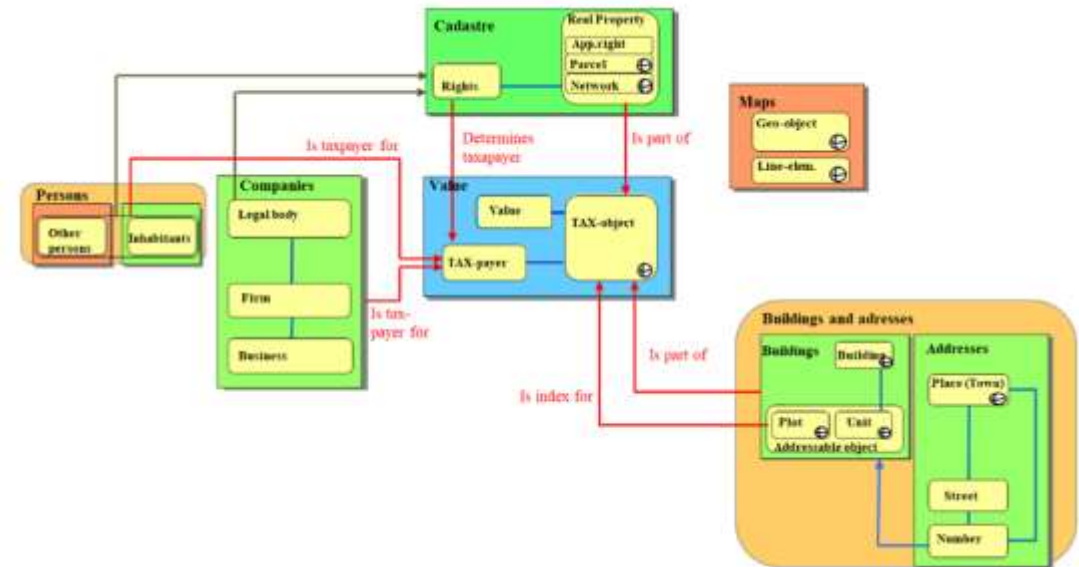 Cadastre
Real Property
App.right
Parcel
Network
Rights
Maps
Geo-object
Line-elem.
Is taxpayer for
Determines
taxapayer
Is part of
Persons
Other
persons
Inhabitants
Companies
Legal body
Firm
Business
Value
Value
TAX-object
TAX-payer
Is tax-
payer for
Is part of
Is index for
Buildings and adresses
Buildings
Building
Plot
Unit
Addressable object
Addresses
Place (Town)
Street
Number